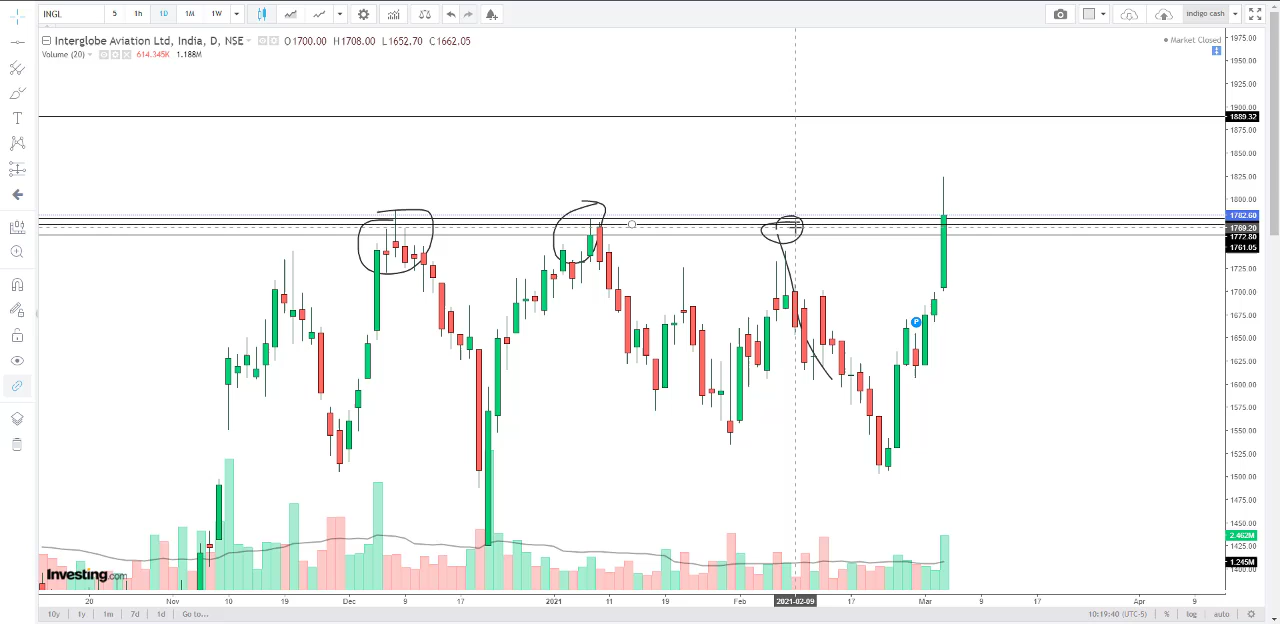 INGL 5 1h 1D 1M 1W indigo cash
Interglobe Aviation Ltd, India, D, NSE O1700.00 H1708.00 L1652.70 C1662.05
Market Closed
Volume (20) 614.345K 1.188M
1975.00
1950.00
1925.00
1900.00
1889.32
1875.00
1850.00
1825.00
1800.00
1782.60
1769.20
1772.80
1761.05
1725.00
1700.00
1675.00
1650.00
1625.00
1600.00
1575.00
1550.00
1525.00
1500.00
1475.00
1450.00
2.462M
1425.00
1.245M
1400.00
P
Investing.com
20 Nov 10 19 Dec 9 17 2021 11 19 Feb 2021-02-09 17 Mar 9 17 Apr 9
10y 1y 1m 7d 1d Go to... 10:19:40 (UTC-5) % log auto